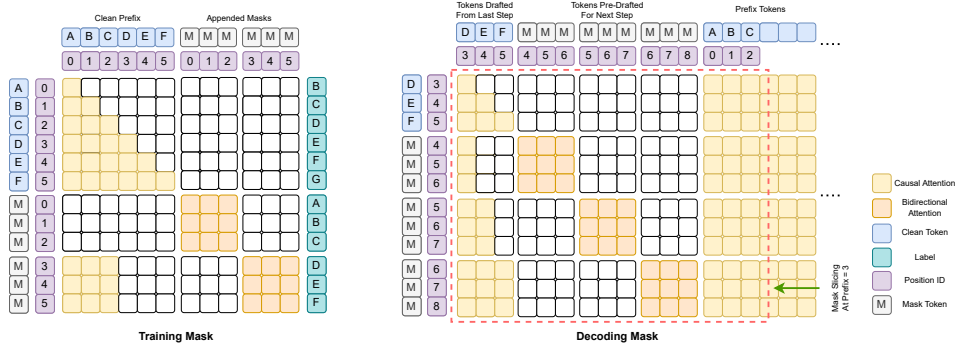 Clean Prefix
Appended Masks
A B C D E F M M M M M M
0 1 2 3 4 5 0 1 2 3 4 5
A 0 B
B 1 C
C 2 D
D 3 E
E 4 F
F 5 G
M 0 A
M 1 B
M 2 C
M 3 D
M 4 E
M 5 F
Training Mask
Tokens Drafted
From Last Step
Tokens Pre-Drafted
For Next Step
Prefix Tokens
D E F M M M M M M M M M A B C ....
3 4 5 4 5 6 5 6 7 6 7 8 0 1 2
D 3
E 4
F 5
M 4
M 5
M 6
....
M 5
M 6
M 7
M 6
M 7
M 8
Mask Slicing
At Prefix = 3
Decoding Mask
Causal Attention
Bidirectional
Attention
Clean Token
Label
Position ID
M Mask Token